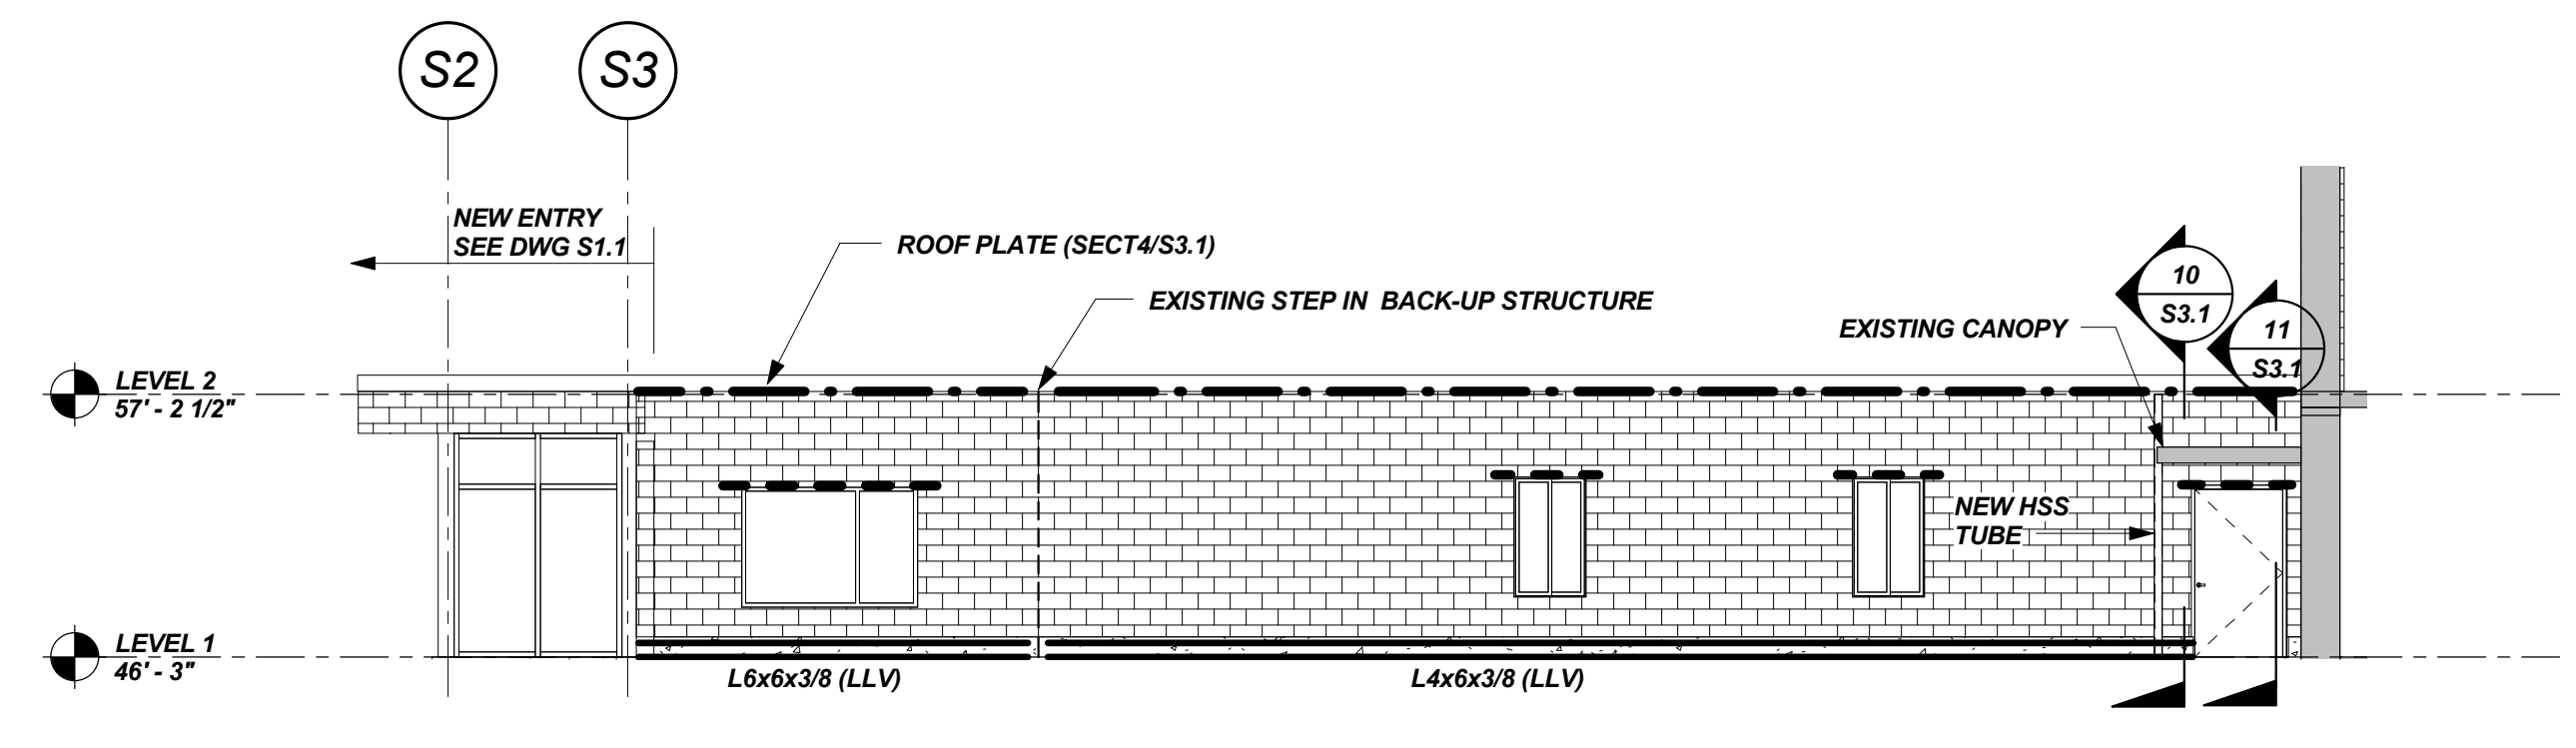 S2
S3
NEW ENTRY
SEE DWG S1.1
ROOF PLATE (SECT4/S3.1)
EXISTING STEP IN BACK-UP STRUCTURE
EXISTING CANOPY
10
S3.1
11
S3.1
LEVEL 2
57' - 2 1/2"
NEW HSS
TUBE
LEVEL 1
46' - 3"
L6x6x3/8 (LLV)
L4x6x3/8 (LLV)